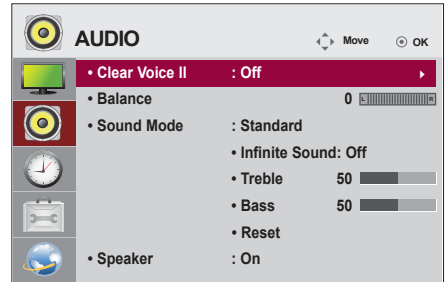 AUDIO Move OK
• Clear Voice II : Off
• Balance 0 L R
• Sound Mode : Standard
• Infinite Sound: Off
• Treble 50
• Bass 50
• Reset
• Speaker : On